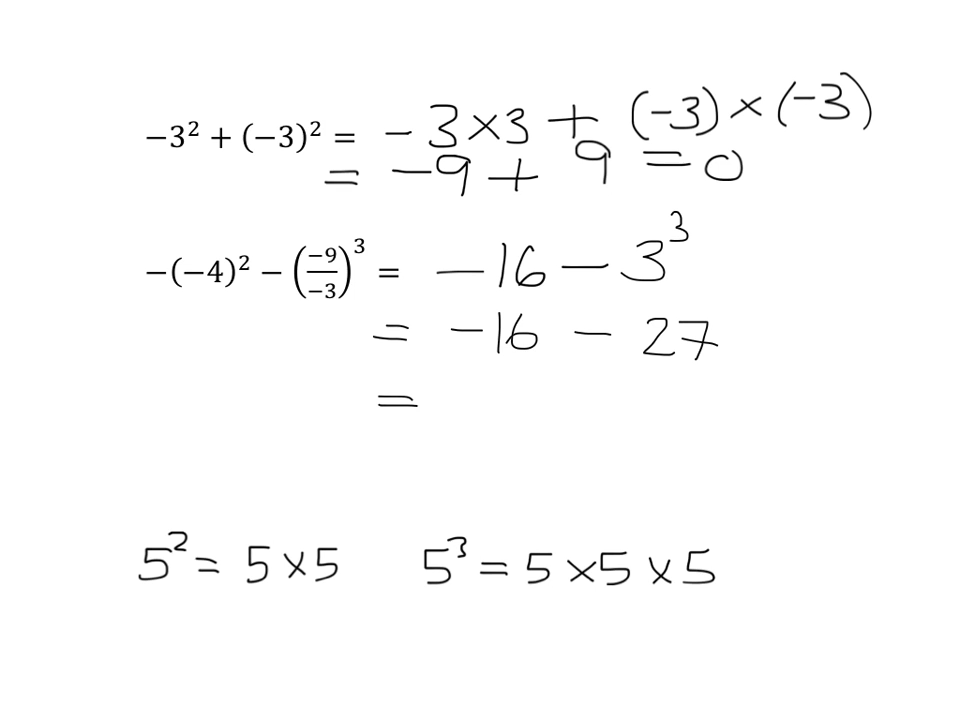 −3² + (−3)² = −3×3 + (−3)×(−3)
= −9 + 9 = 0
−(−4)² − (−9/−3)³ = −16 − 3³
= −16 − 27
=
5² = 5×5 5³ = 5×5×5